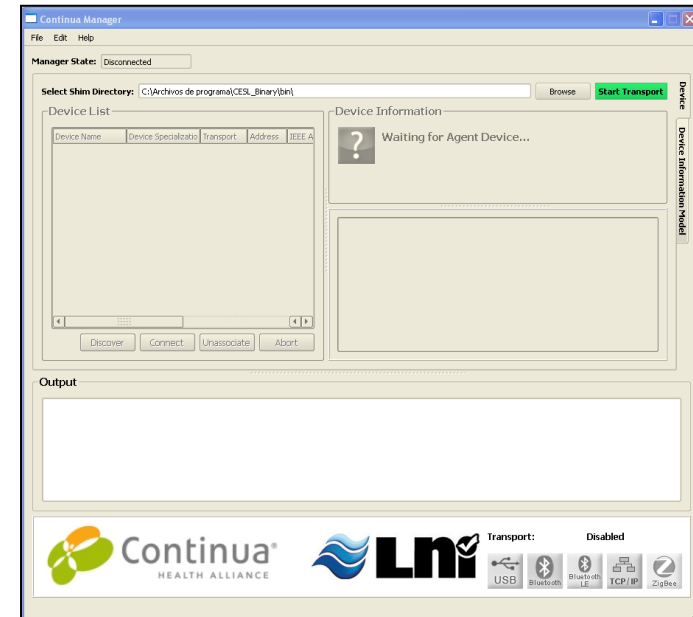 Continua Manager
File Edit Help
Manager State: Disconnected
Select Shim Directory: C:\Archivos de programa\CESL_Binary\bin\ Browse Start Transport
Device
Device Information Model
Device List
Device Name Device Specializatio Transport Address IEEE A
Discover Connect Unassociate Abort
Device Information
?
Waiting for Agent Device...
Output
Continua®
HEALTH ALLIANCE
LNI
Transport: Disabled
USB Bluetooth Bluetooth LE TCP/IP ZigBee